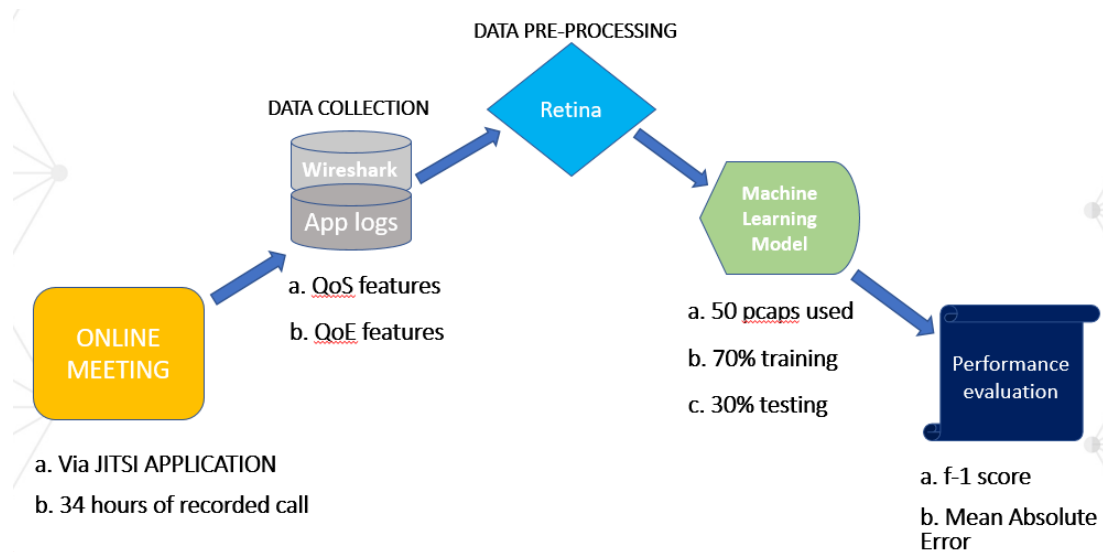 DATA PRE-PROCESSING
Retina
DATA COLLECTION
Wireshark
App logs
a. QoS features
b. QoE features
Machine
Learning
Model
a. 50 pcaps used
b. 70% training
c. 30% testing
ONLINE
MEETING
a. Via JITSI APPLICATION
b. 34 hours of recorded call
Performance
evaluation
a. f-1 score
b. Mean Absolute
Error